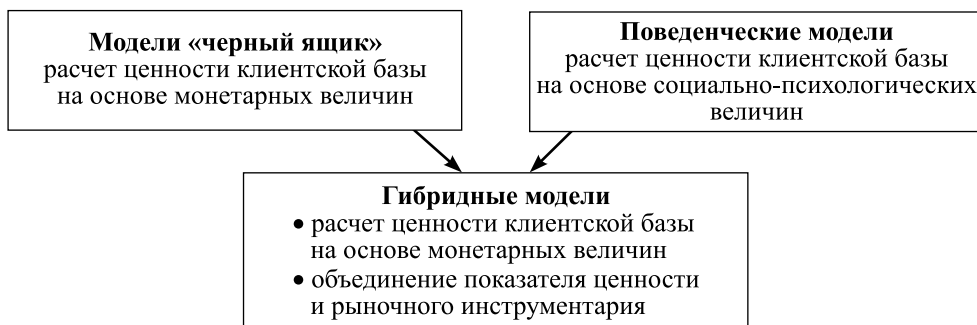 Модели «черный ящик»
расчет ценности клиентской базы
на основе монетарных величин
Поведенческие модели
расчет ценности клиентской базы
на основе социально-психологических
величин
Гибридные модели
• расчет ценности клиентской базы
на основе монетарных величин
• объединение показателя ценности
и рыночного инструментария